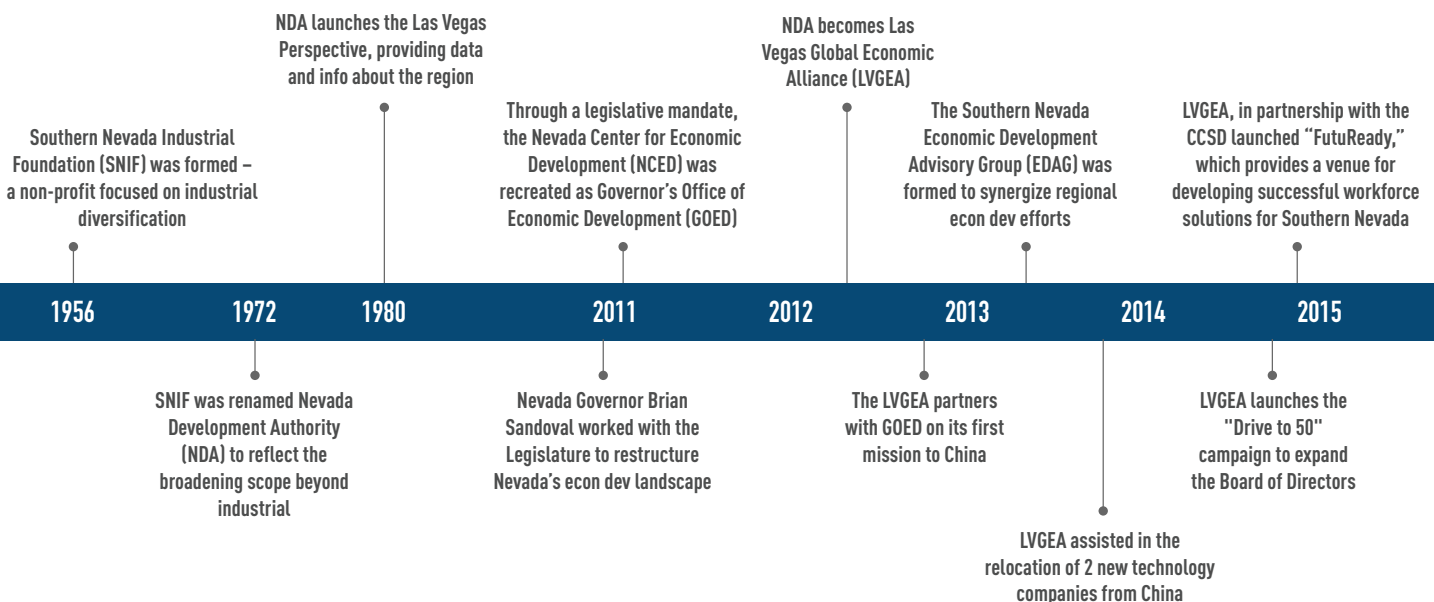 NDA launches the Las Vegas
Perspective, providing data
and info about the region
NDA becomes Las
Vegas Global Economic
Alliance (LVGEA)
Southern Nevada Industrial
Foundation (SNIF) was formed –
a non-profit focused on industrial
diversification
Through a legislative mandate,
the Nevada Center for Economic
Development (NCED) was
recreated as Governor's Office of
Economic Development (GOED)
The Southern Nevada
Economic Development
Advisory Group (EDAG) was
formed to synergize regional
econ dev efforts
LVGEA, in partnership with the
CCSD launched “FutuReady,”
which provides a venue for
developing successful workforce
solutions for Southern Nevada
1956
1972
1980
2011
2012
2013
2014
2015
SNIF was renamed Nevada
Development Authority
(NDA) to reflect the
broadening scope beyond
industrial
Nevada Governor Brian
Sandoval worked with the
Legislature to restructure
Nevada’s econ dev landscape
The LVGEA partners
with GOED on its first
mission to China
LVGEA launches the
"Drive to 50"
campaign to expand
the Board of Directors
LVGEA assisted in the
relocation of 2 new technology
companies from China